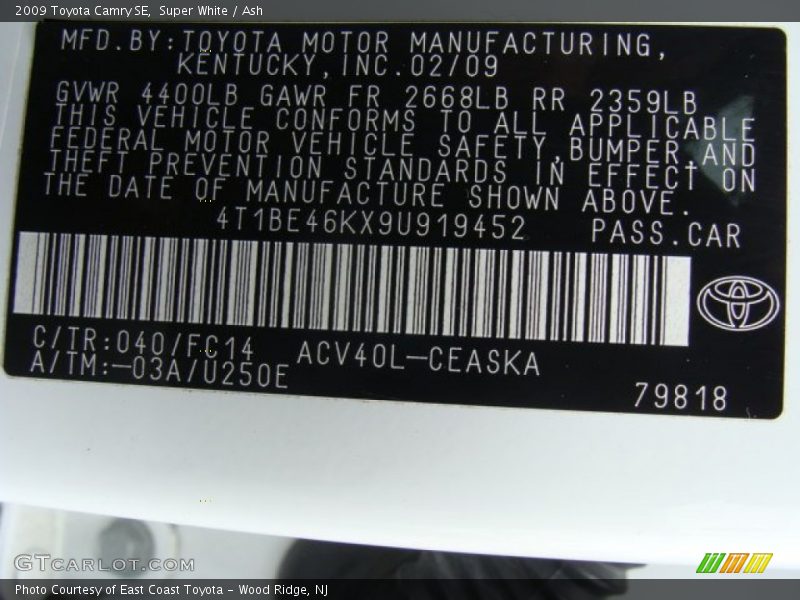 2009 Toyota Camry SE, Super White / Ash
MFD.BY:TOYOTA MOTOR MANUFACTURING,
KENTUCKY,INC.02/09
GVWR 4400LB GAWR FR 2668LB RR 2359LB
THIS VEHICLE CONFORMS TO ALL APPLICABLE
FEDERAL MOTOR VEHICLE SAFETY,BUMPER,AND
THEFT PREVENTION STANDARDS IN EFFECT ON
THE DATE OF MANUFACTURE SHOWN ABOVE.
4T1BE46KX9U919452 PASS.CAR
C/TR:040/FC14 ACV40L-CEASKA
A/TM:-03A/U250E
79818
GTCARLOT.COM
Photo Courtesy of East Coast Toyota - Wood Ridge, NJ